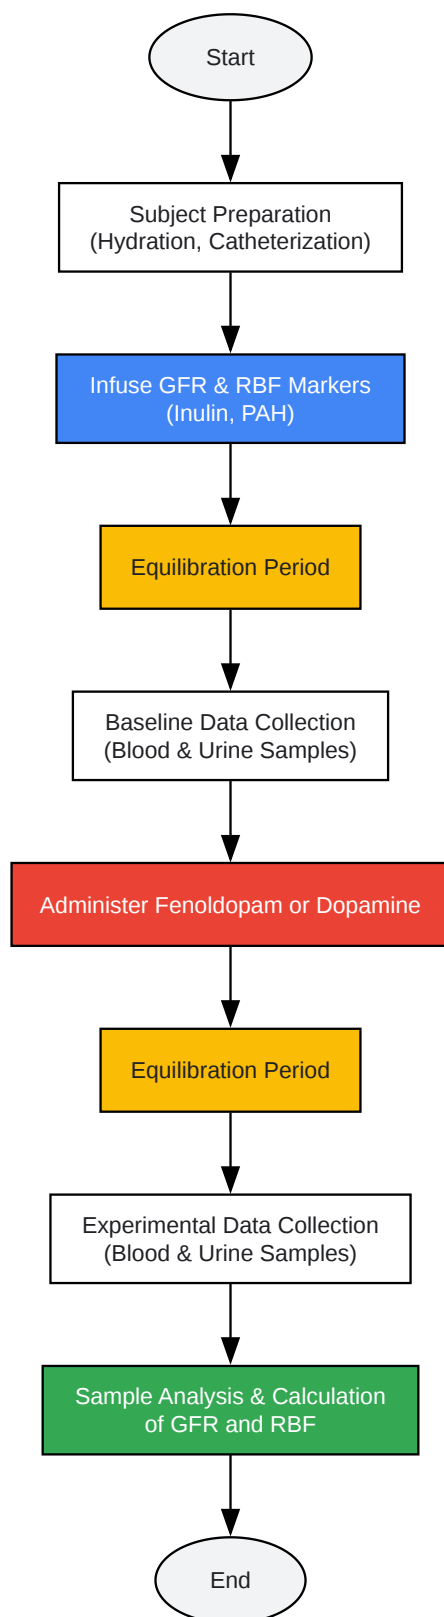 Start
Subject Preparation
(Hydration, Catheterization)
Infuse GFR & RBF Markers
(Inulin, PAH)
Equilibration Period
Baseline Data Collection
(Blood & Urine Samples)
Administer Fenoldopam or Dopamine
Equilibration Period
Experimental Data Collection
(Blood & Urine Samples)
Sample Analysis & Calculation
of GFR and RBF
End